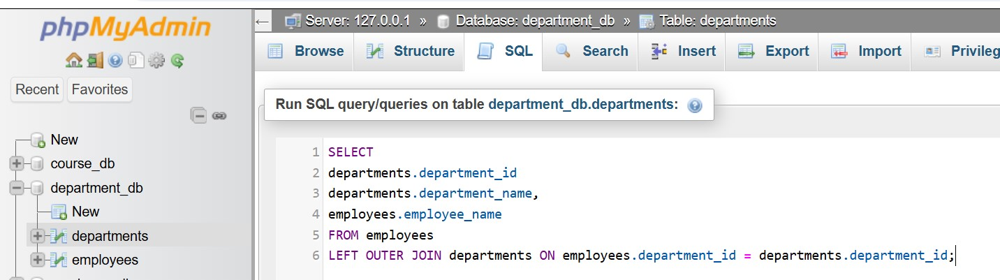 phpMyAdmin
Recent Favorites
New
course_db
department_db
New
departments
employees
← Server: 127.0.0.1 » Database: department_db » Table: departments
Browse Structure SQL Search Insert Export Import Privileg
Run SQL query/queries on table department_db.departments:
1 SELECT
2 departments.department_id
3 departments.department_name,
4 employees.employee_name
5 FROM employees
6 LEFT OUTER JOIN departments ON employees.department_id = departments.department_id;